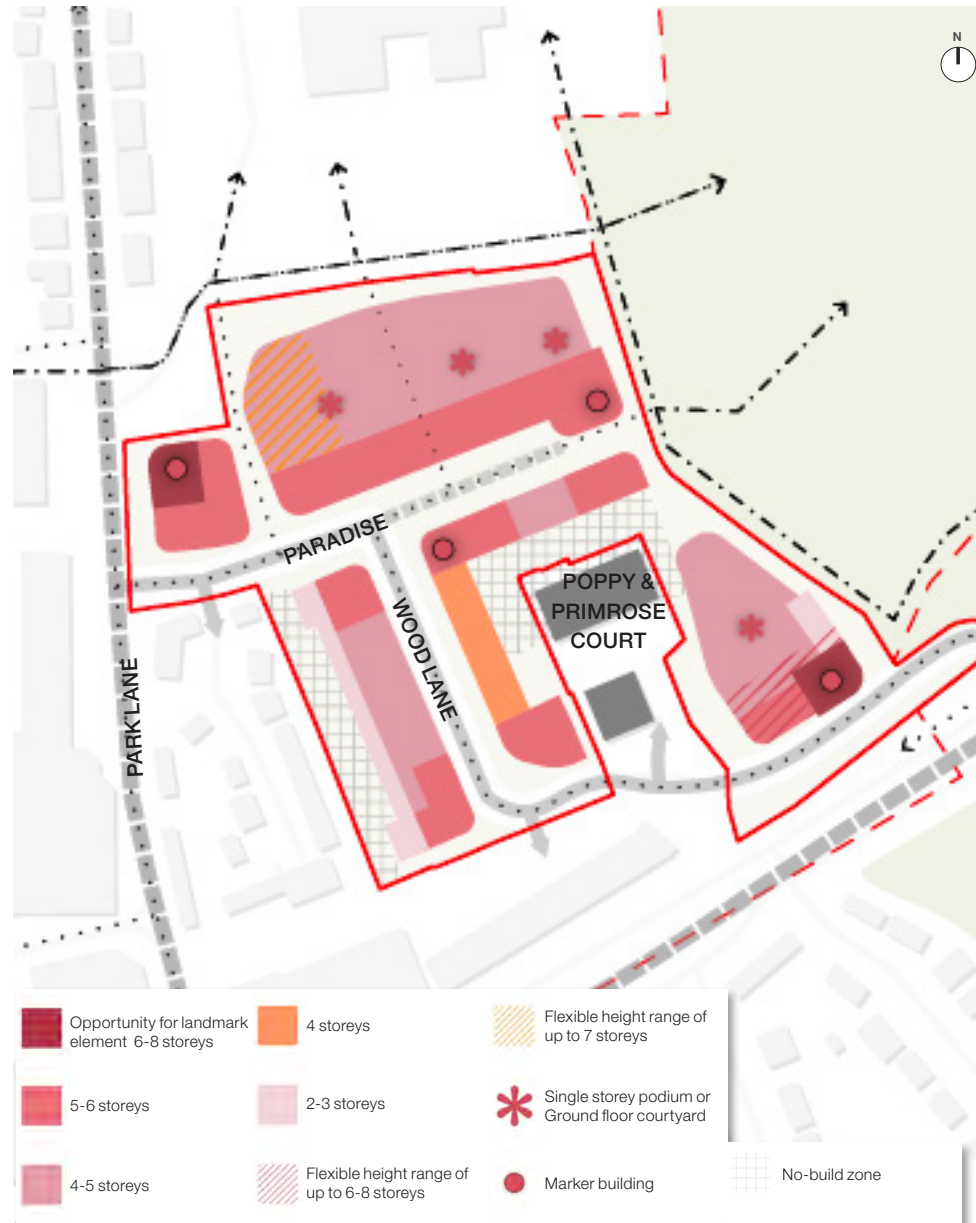 N
PARADISE
POPPY &
PRIMROSE
COURT
WOOD LANE
PARK LANE
Opportunity for landmark
element 6-8 storeys
5-6 storeys
4-5 storeys
4 storeys
2-3 storeys
Flexible height range of
up to 6-8 storeys
Flexible height range of
up to 7 storeys
Single storey podium or
Ground floor courtyard
Marker building
No-build zone